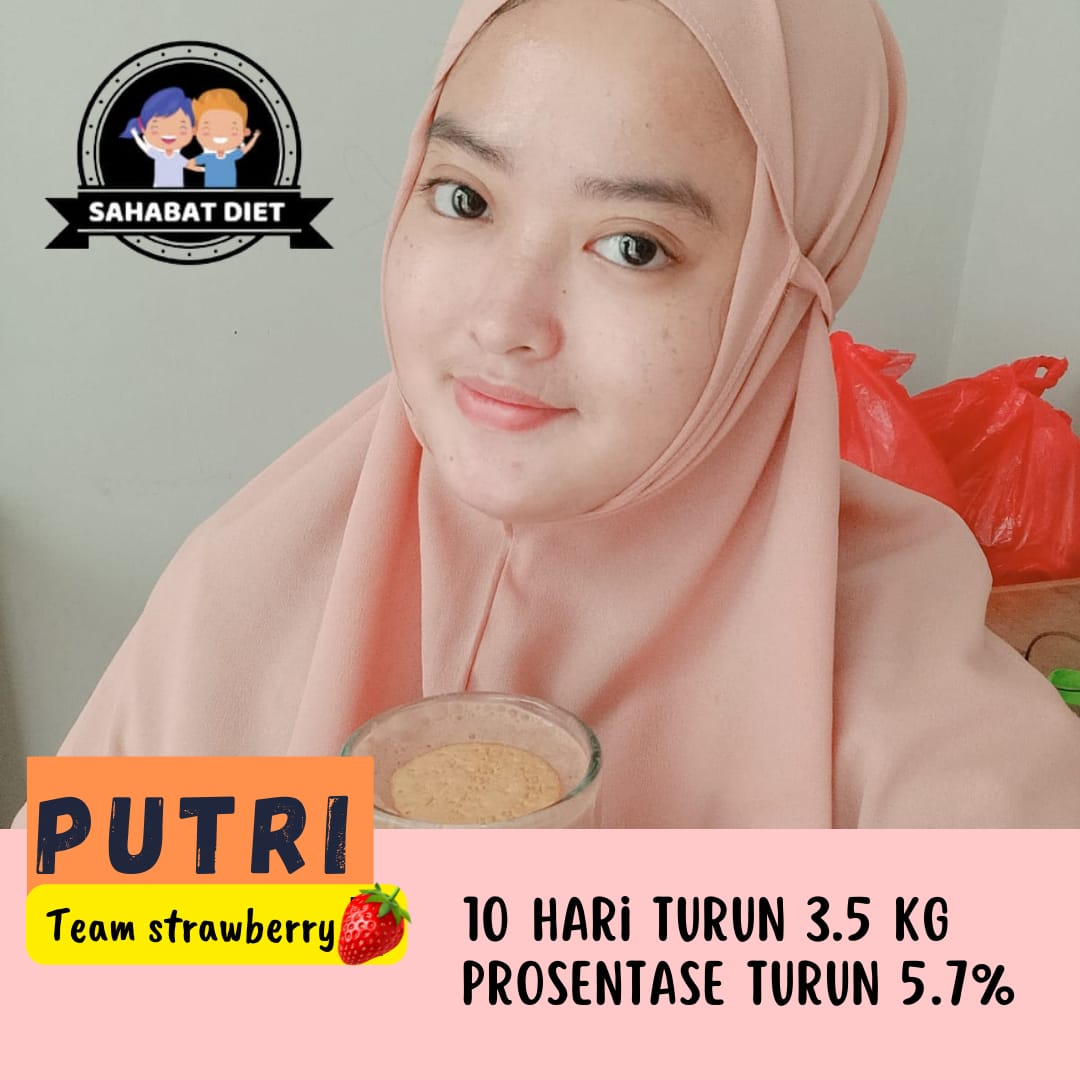 SAHABAT DIET
PUTRI
Team strawberry
10 HARi TURUN 3.5 KG
PROSENTASE TURUN 5.7%